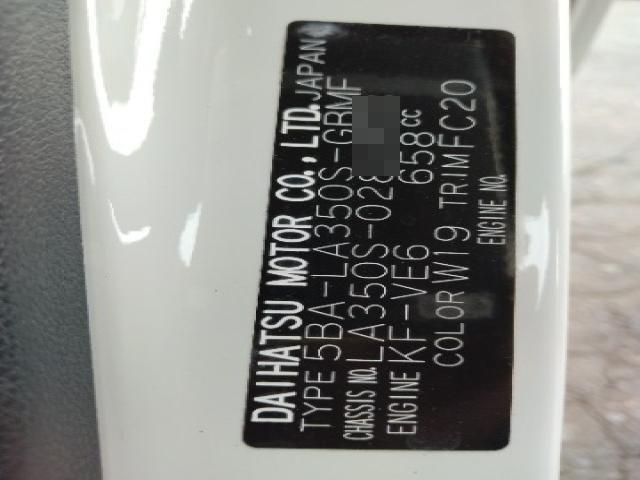 DAIHATSU MOTOR CO., LTD. JAPAN
TYPE 5BA-LA350S-GRMF
CHASSIS NO. LA350S-028
ENGINE KF-VE6 658cc
COLOR W19 TRIM FC20
ENGINE NO.